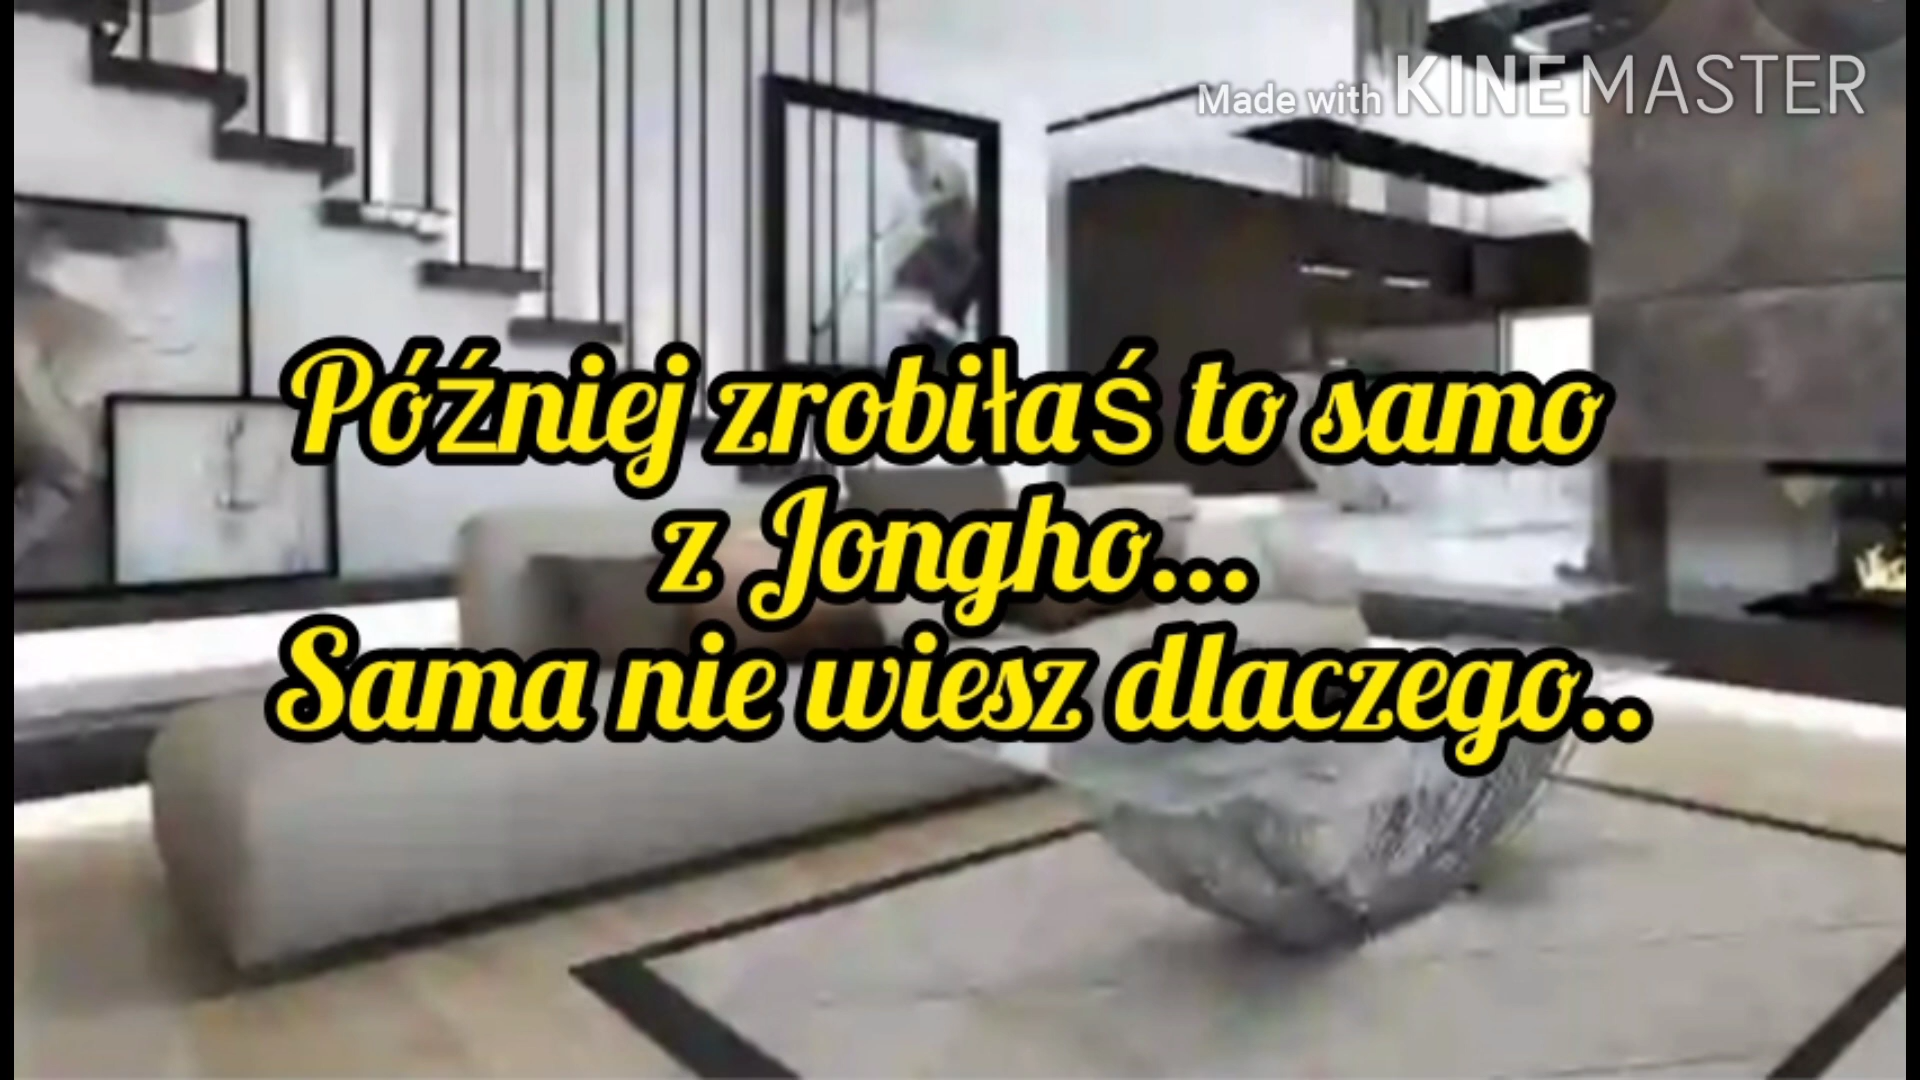 Made with KINEMASTER
Później zrobiłaś to samo
z Jongho...
Sama nie wiesz dlaczego..